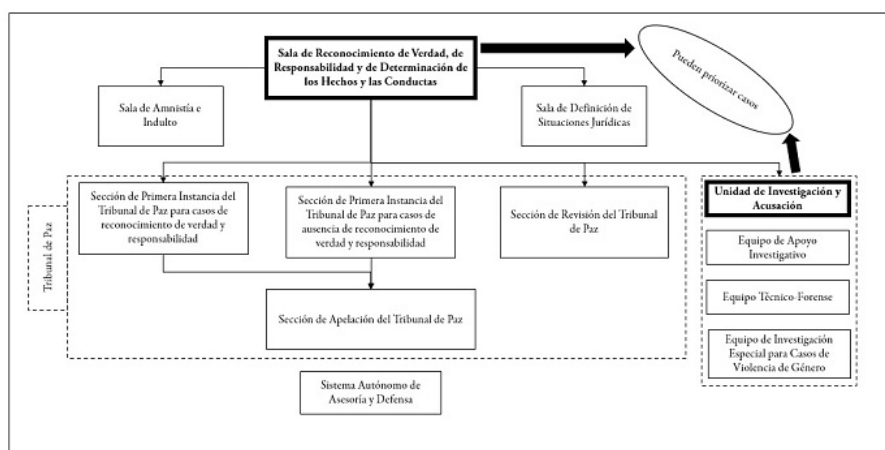 Sala de Reconocimiento de Verdad, de
Responsabilidad y de Determinación de
los Hechos y las Conductas
Pueden priorizar casos
Sala de Amnistía e
Indulto
Sala de Definición de
Situaciones Jurídicas
Tribunal de Paz
Sección de Primera Instancia del
Tribunal de Paz para casos de
reconocimiento de verdad y
responsabilidad
Sección de Primera Instancia del
Tribunal de Paz para casos de
ausencia de reconocimiento de
verdad y responsabilidad
Sección de Revisión del Tribunal
de Paz
Unidad de Investigación y
Acusación
Equipo de Apoyo
Investigativo
Equipo Técnico-Forense
Equipo de Investigación
Especial para Casos de
Violencia de Género
Sección de Apelación del Tribunal de Paz
Sistema Autónomo de
Asesoría y Defensa